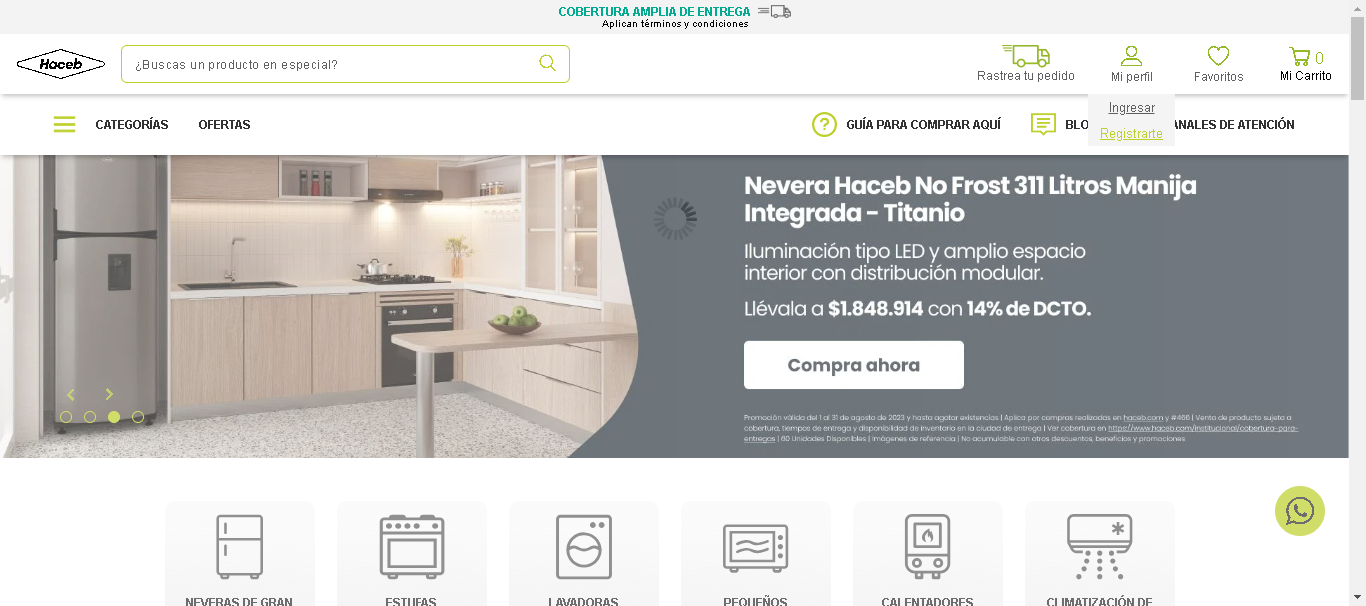 COBERTURA AMPLIA DE ENTREGA
Aplican términos y condiciones
Haceb
¿Buscas un producto en especial?
Rastrea tu pedido
Mi perfil
Favoritos
0
Mi Carrito
Ingresar
Registrarte
CATEGORÍAS
OFERTAS
?
GUÍA PARA COMPRAR AQUÍ
BLO
ANALES DE ATENCIÓN
Nevera Haceb No Frost 311 Litros Manija
Integrada - Titanio
Iluminación tipo LED y amplio espacio
interior con distribución modular.
Llévala a $1.848.914 con 14% de DCTO.
Compra ahora
Promoción válida del 1 al 31 de agosto de 2023 y hasta agotar existencias | Aplica por compras realizadas en haceb.com y #466 | Venta de producto sujeta a
cobertura, tiempos de entrega y disponibilidad de inventario en la ciudad de entrega | Ver cobertura en https://www.haceb.com/institucional/cobertura-para-
entregas | 60 Unidades Disponibles | Imágenes de referencia | No acumulable con otros descuentos, beneficios y promociones
NEVERAS DE GRAN
ESTUFAS
LAVADORAS
PEQUEÑOS
CALENTADORES
CLIMATIZACIÓN DE